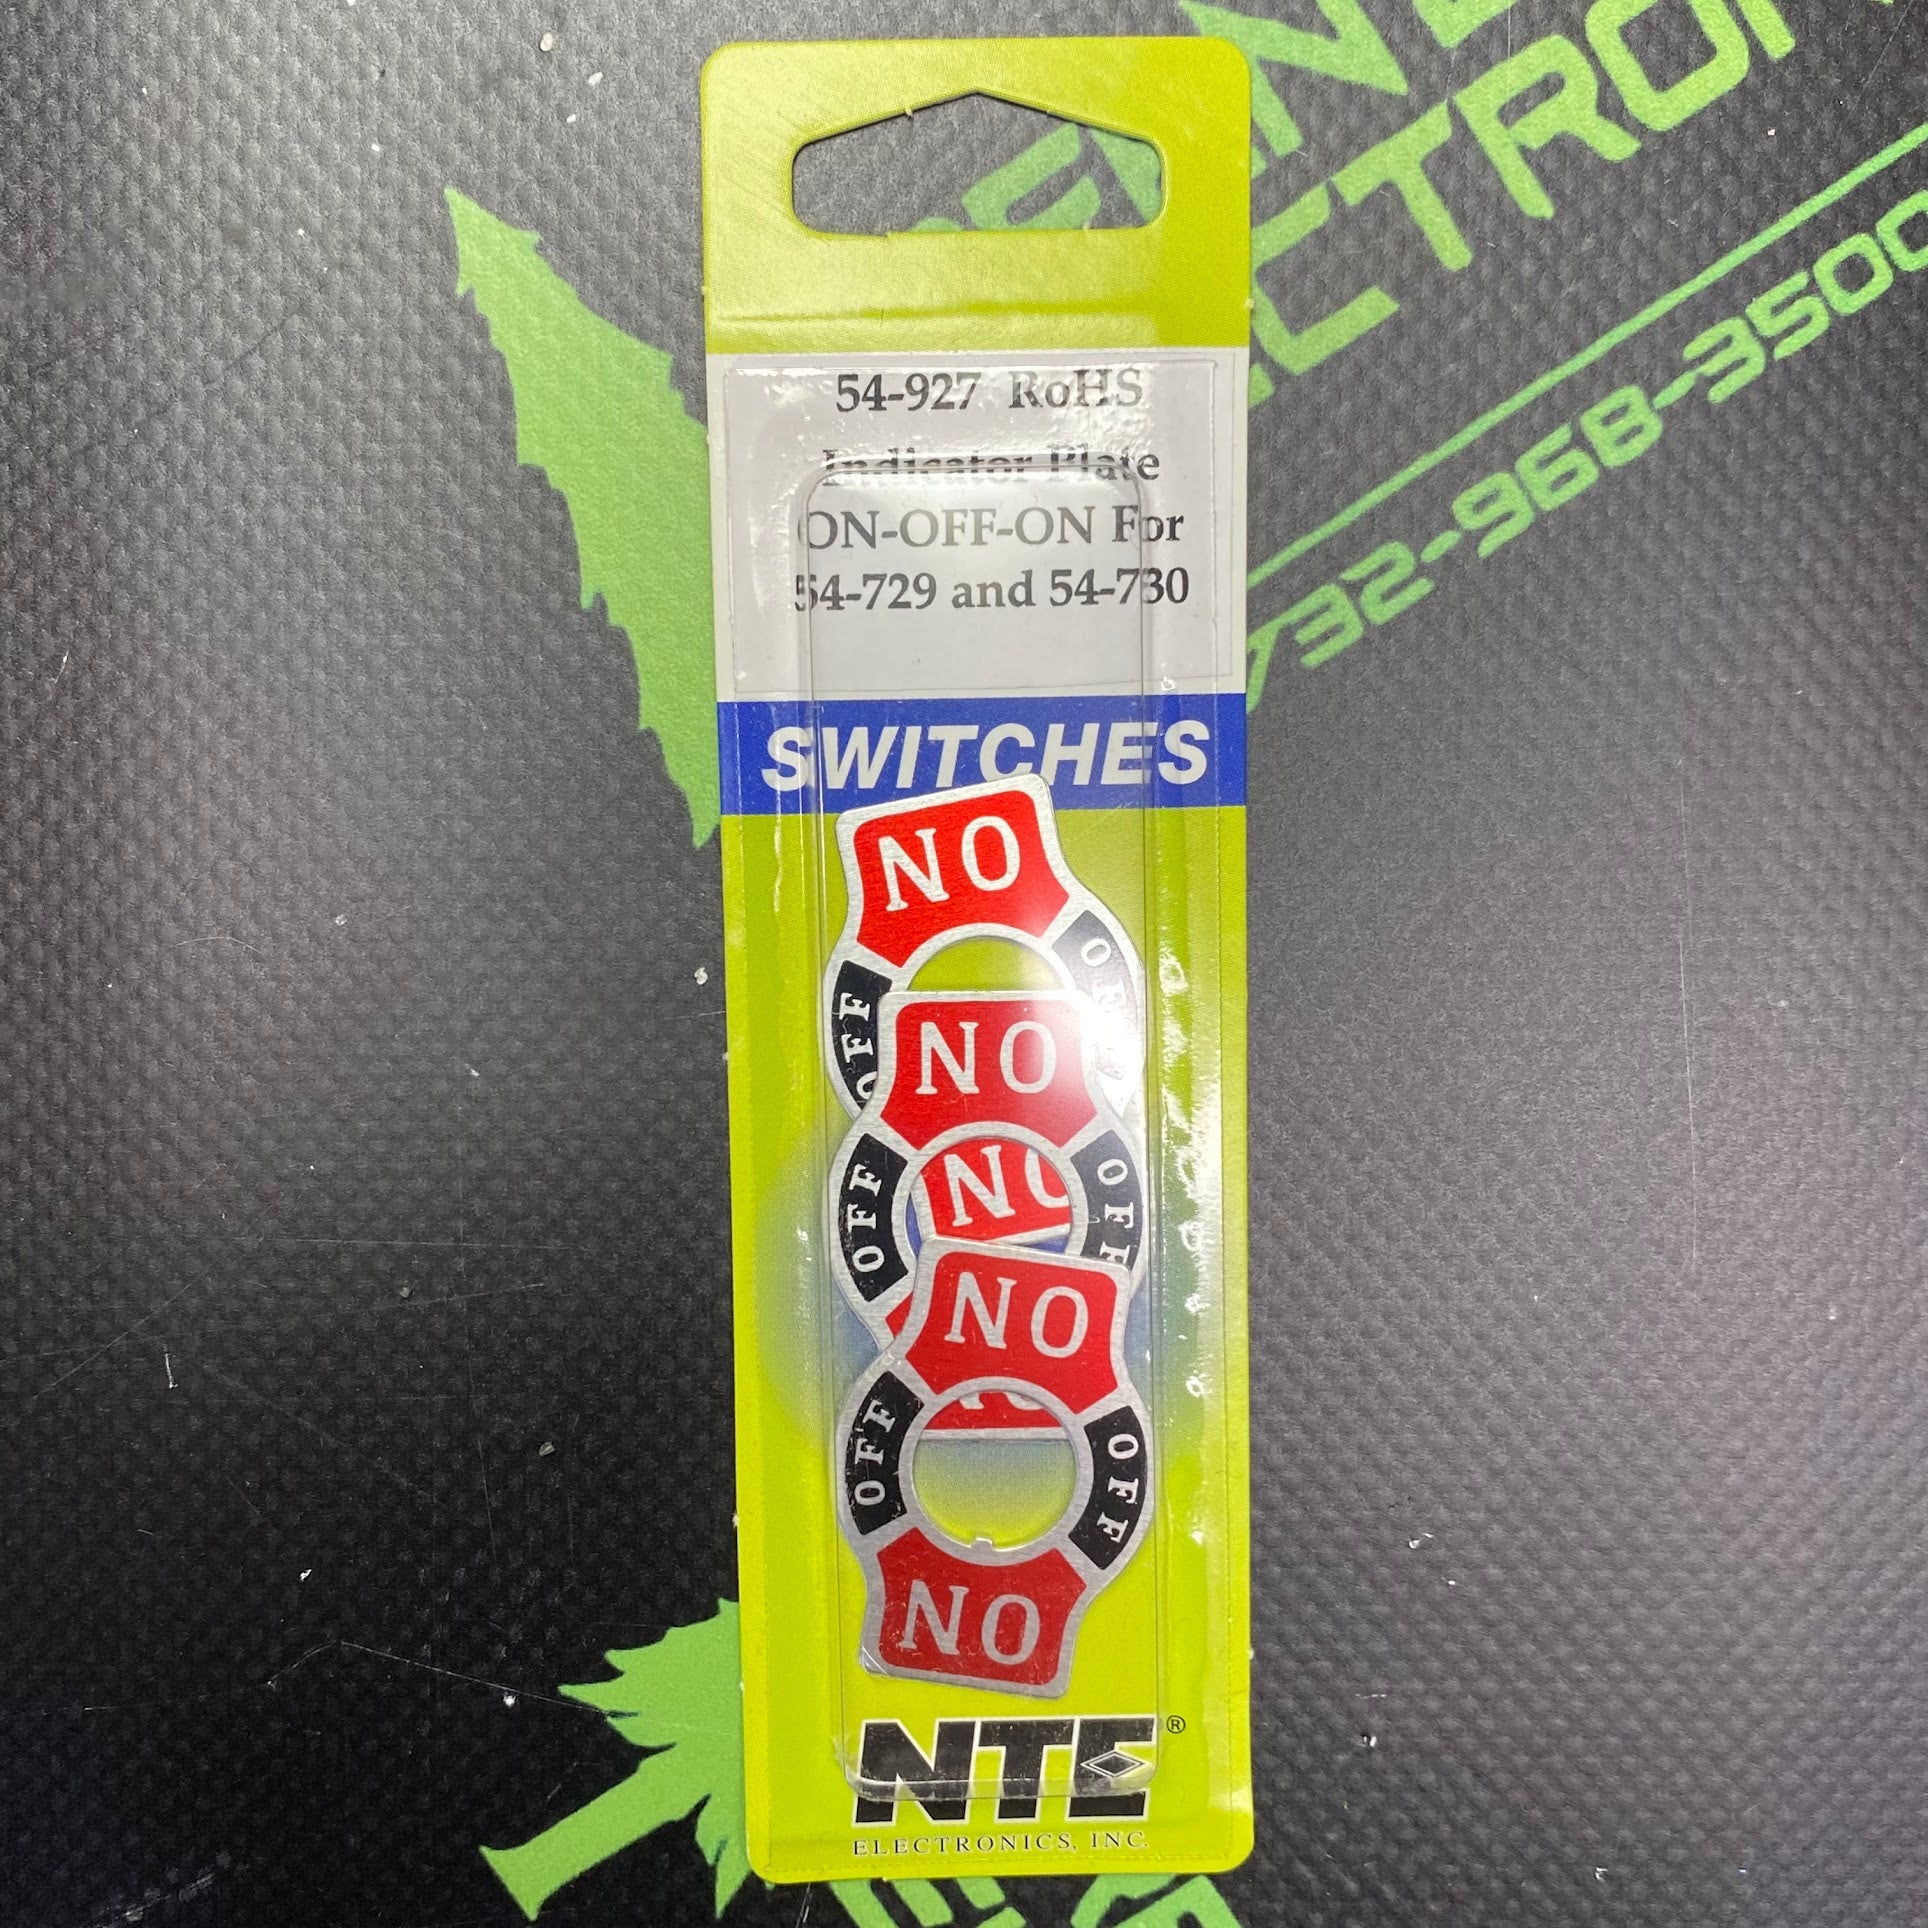 54-927 RoHS
Indicator Plate
ON-OFF-ON For
54-729 and 54-730
SWITCHES
NO
OFF
OFF
NO
OFF
OFF
NO
NO
OFF
OFF
NO
NTE®
ELECTRONICS, INC.
732-968-3500